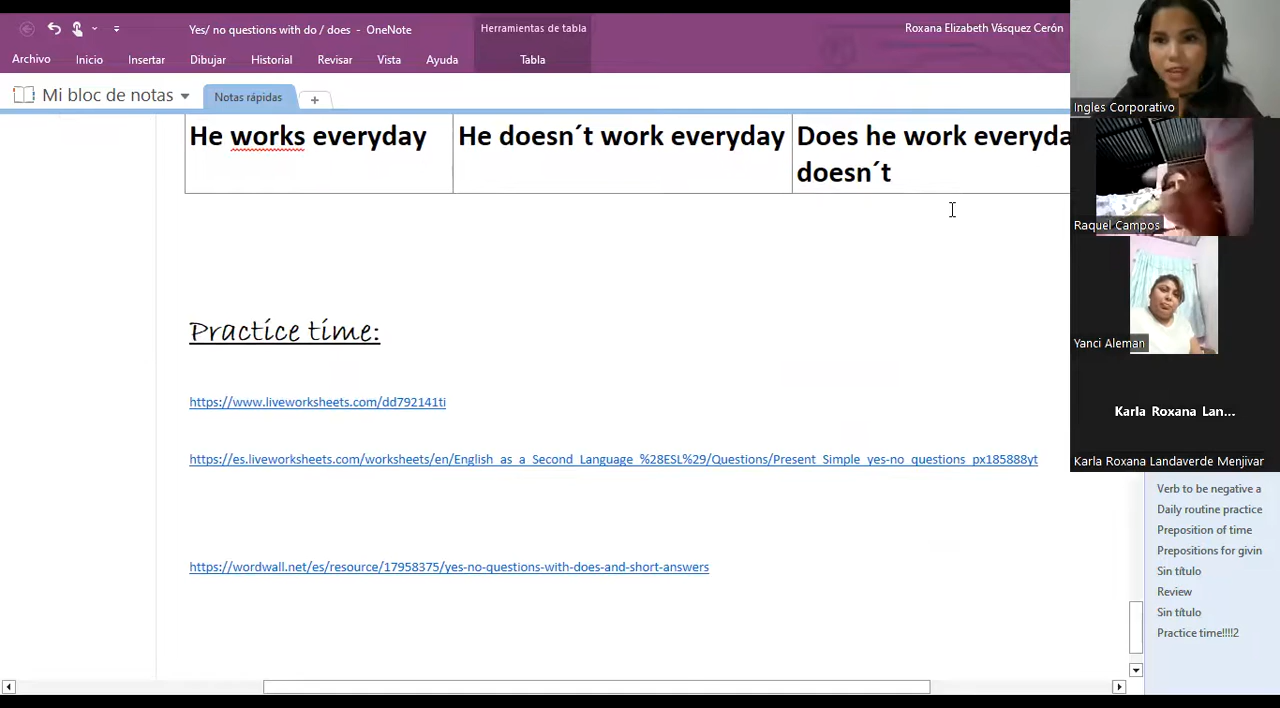 Yes/ no questions with do / does - OneNote
Herramientas de tabla
Roxana Elizabeth Vásquez Cerón
Archivo
Inicio
Insertar
Dibujar
Historial
Revisar
Vista
Ayuda
Tabla
Mi bloc de notas
Notas rápidas
He works everyday
He doesn´t work everyday
Does he work everyda
doesn´t
Practice time:
https://www.liveworksheets.com/dd792141ti
https://es.liveworksheets.com/worksheets/en/English_as_a_Second_Language_%28ESL%29/Questions/Present_Simple_yes-no_questions_px185888yt
https://wordwall.net/es/resource/17958375/yes-no-questions-with-does-and-short-answers
Ingles Corporativo
Raquel Campos
Yanci Aleman
Karla Roxana Lan...
Karla Roxana Landaverde Menjivar
Verb to be negative a
Daily routine practice
Preposition of time
Prepositions for givin
Sin título
Review
Sin título
Practice time!!!!2